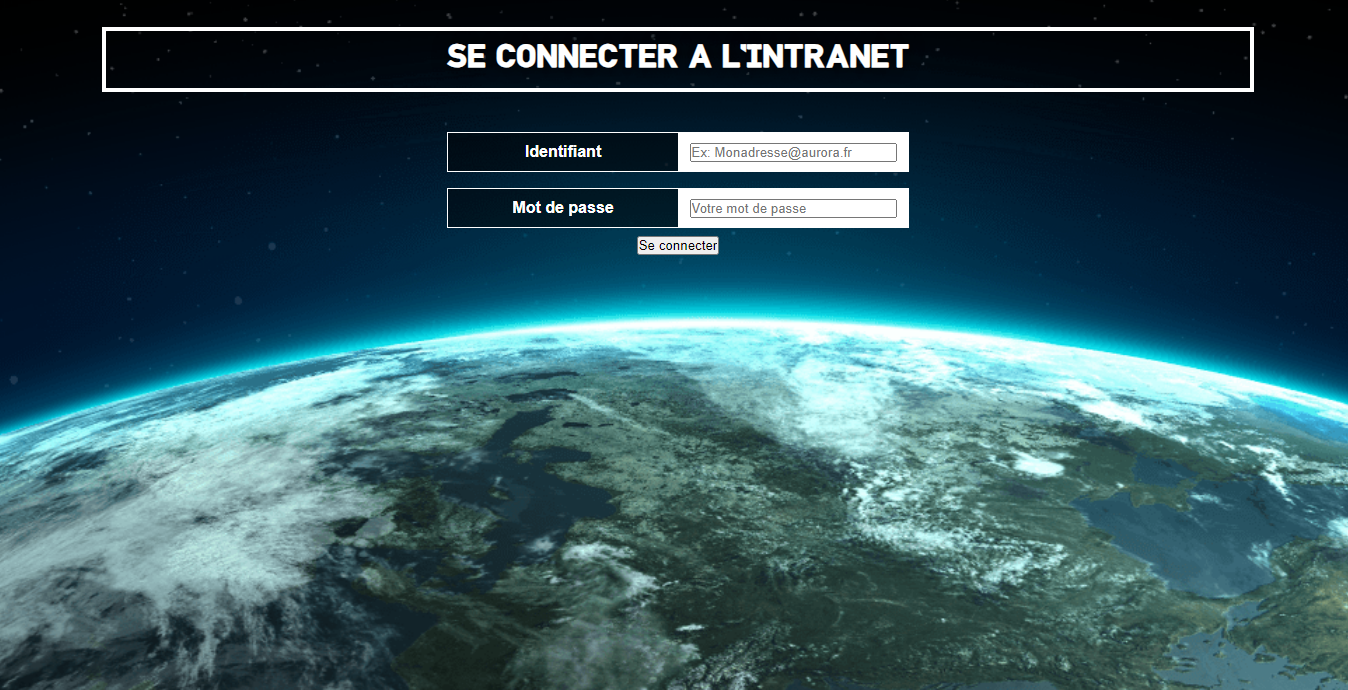 SE CONNECTER A L'INTRANET
Identifiant
Ex: Monadresse@aurora.fr
Mot de passe
Votre mot de passe
Se connecter